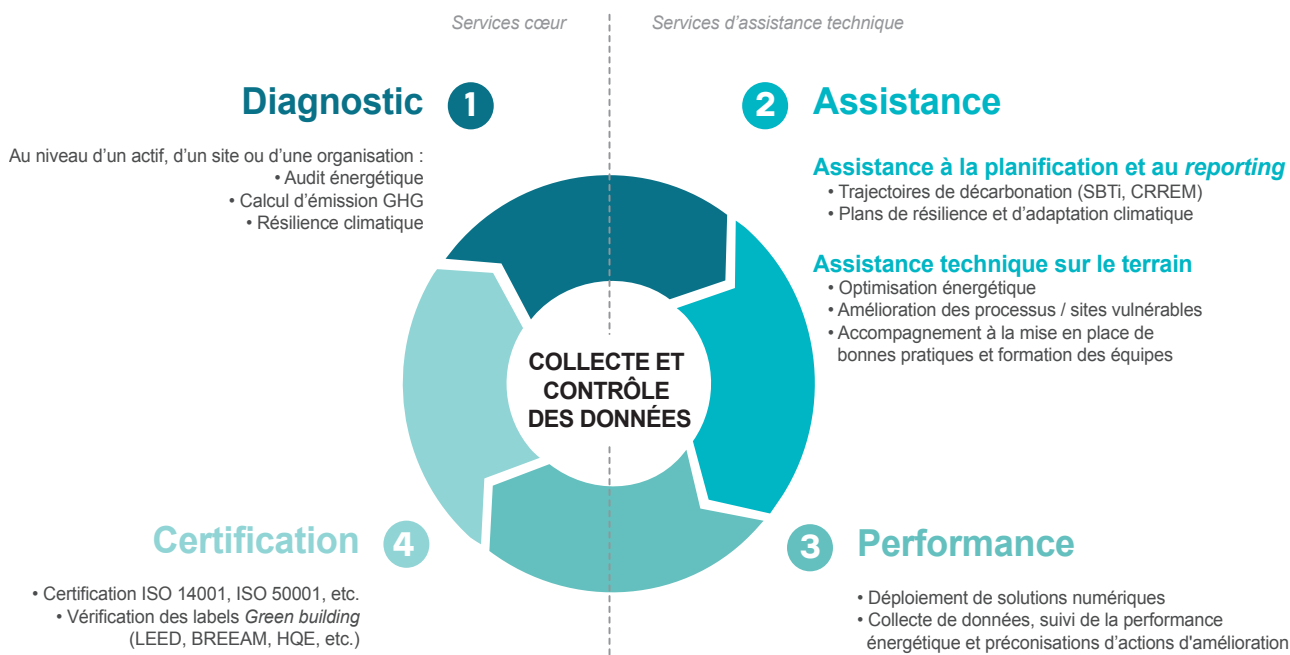 Services cœur
Services d'assistance technique
Diagnostic 1
Au niveau d'un actif, d'un site ou d'une organisation :
• Audit énergétique
• Calcul d'émission GHG
• Résilience climatique
2 Assistance
Assistance à la planification et au reporting
• Trajectoires de décarbonation (SBTi, CRREM)
• Plans de résilience et d'adaptation climatique
Assistance technique sur le terrain
• Optimisation énergétique
• Amélioration des processus / sites vulnérables
• Accompagnement à la mise en place de
bonnes pratiques et formation des équipes
COLLECTE ET
CONTRÔLE
DES DONNÉES
Certification 4
• Certification ISO 14001, ISO 50001, etc.
• Vérification des labels Green building
(LEED, BREEAM, HQE, etc.)
3 Performance
• Déploiement de solutions numériques
• Collecte de données, suivi de la performance
énergétique et préconisations d'actions d'amélioration